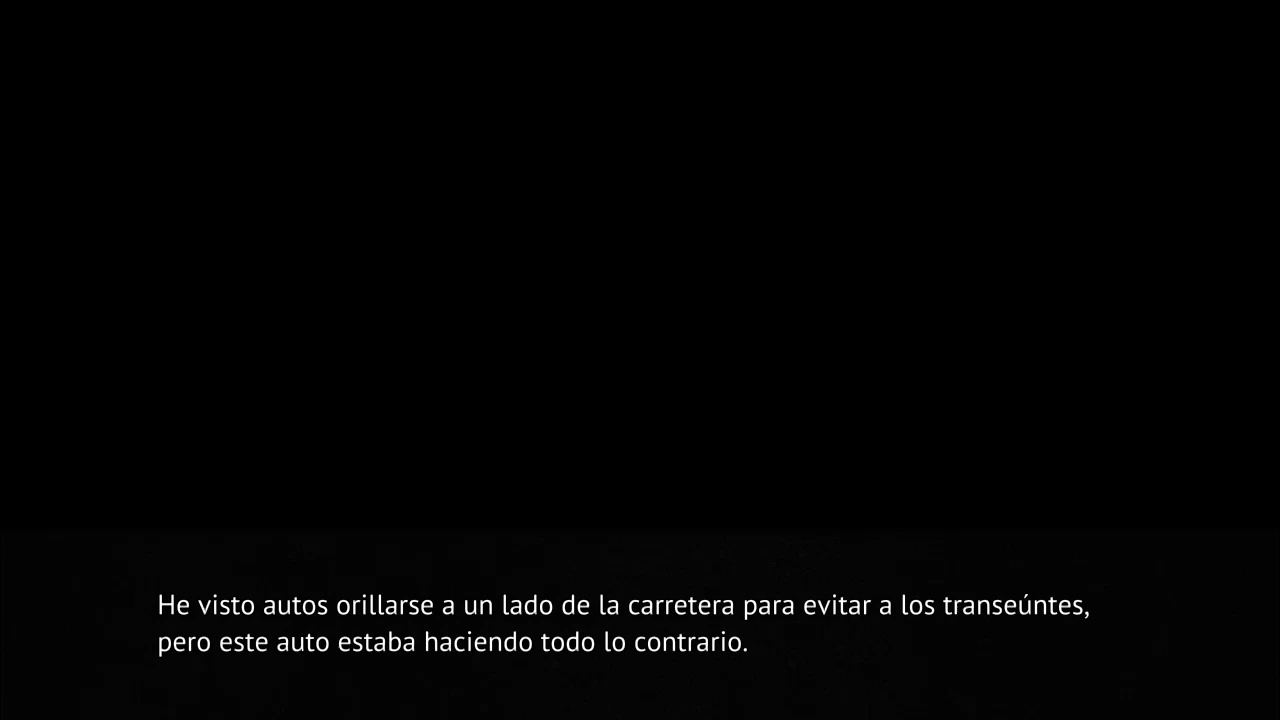 He visto autos orillarse a un lado de la carretera para evitar a los transeúntes,
pero este auto estaba haciendo todo lo contrario.